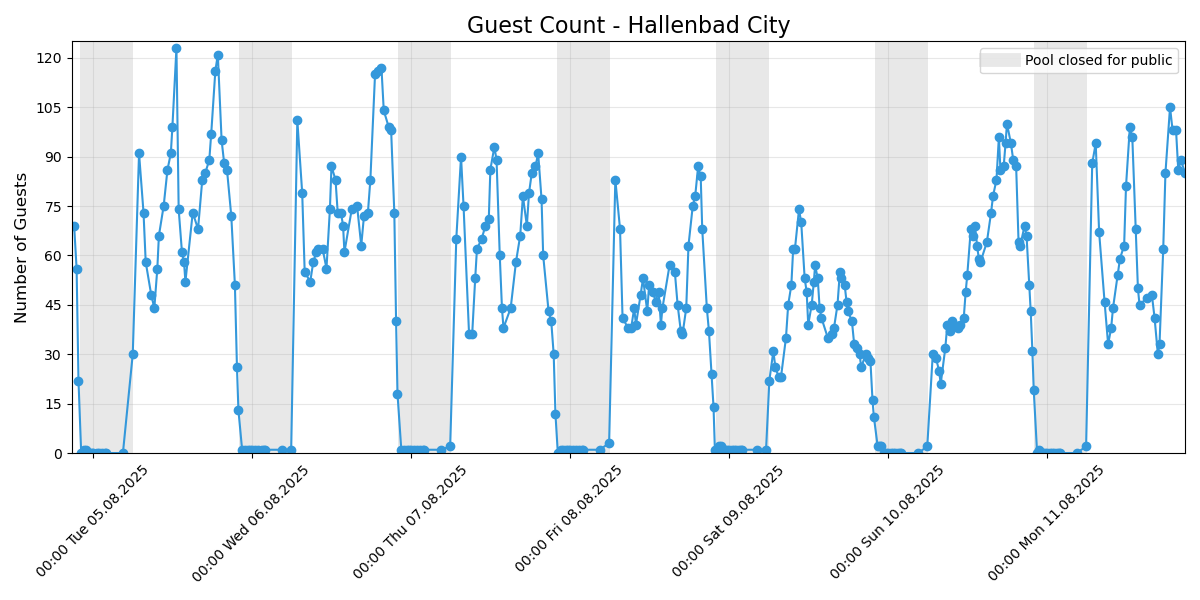 Guest Count - Hallenbad City
Pool closed for public
Number of Guests
120
105
90
75
60
45
30
15
0
00:00 Tue 05.08.2025
00:00 Wed 06.08.2025
00:00 Thu 07.08.2025
00:00 Fri 08.08.2025
00:00 Sat 09.08.2025
00:00 Sun 10.08.2025
00:00 Mon 11.08.2025